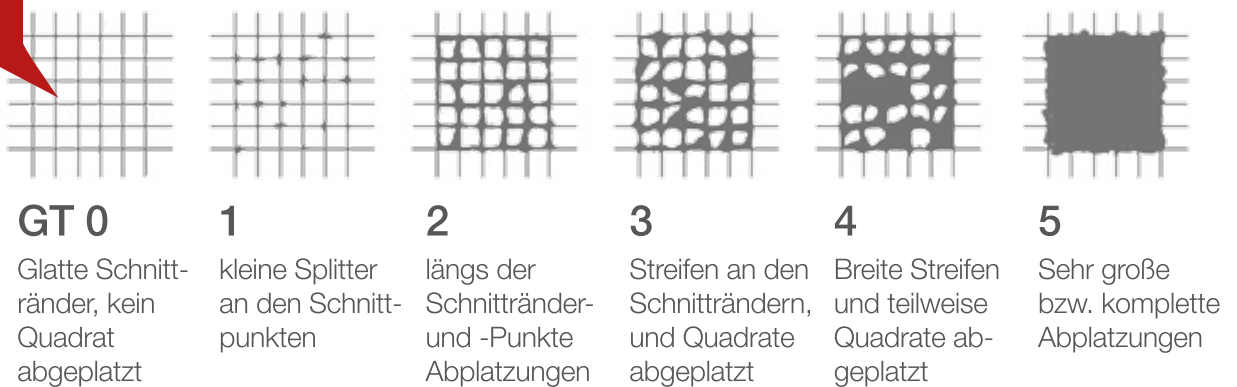 GT 0
Glatte Schnitt-
ränder, kein
Quadrat
abgeplatzt
1
kleine Splitter
an den Schnitt-
punkten
2
längs der
Schnittränder-
und -Punkte
Abplatzungen
3
Streifen an den
Schnitträndern,
und Quadrate
abgeplatzt
4
Breite Streifen
und teilweise
Quadrate ab-
geplatzt
5
Sehr große
bzw. komplette
Abplatzungen